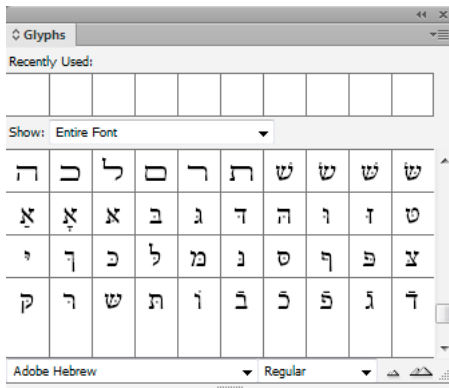 Glyphs
Recently Used:
Show: Entire Font
ﬣ ﬤ ﬥ ﬦ ﬧ ﬨ שׁ שׂ שּׁ שּׂ
אַ אָ אּ בּ גּ דּ הּ וּ זּ טּ
יּ ךּ כּ לּ מּ נּ סּ ףּ פּ צּ
קּ רּ שּ תּ וֹ בֿ כֿ פֿ גֿ דֿ
Adobe Hebrew Regular